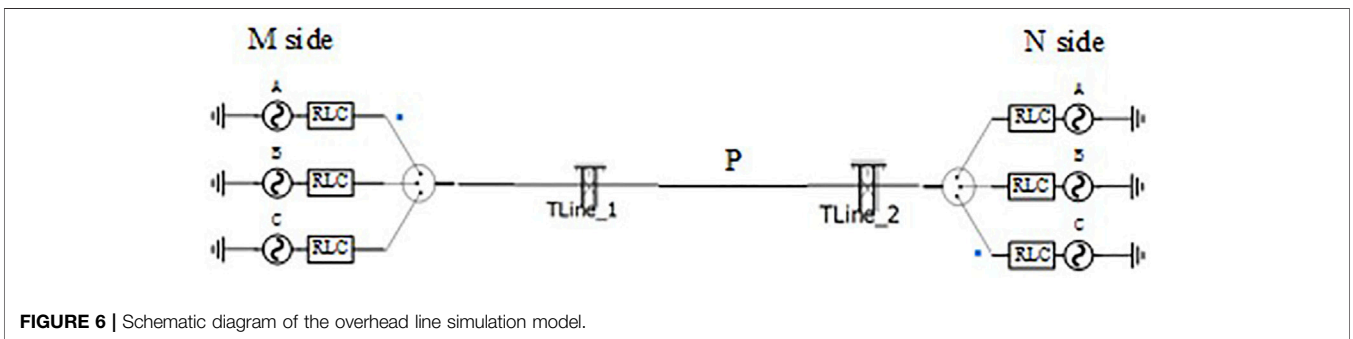 M side
N side
A
RLC
B
RLC
C
RLC
TLine_1
P
TLine_2
A
RLC
B
RLC
C
RLC
FIGURE 6 | Schematic diagram of the overhead line simulation model.